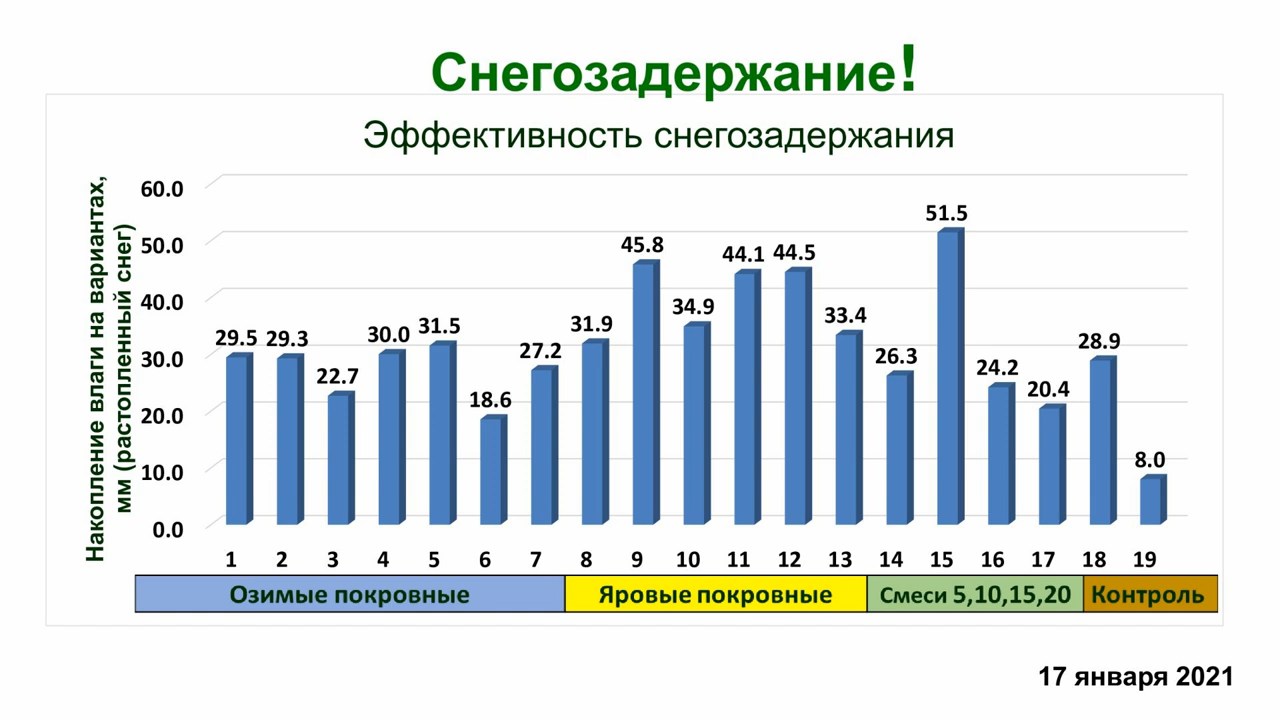 Снегозадержание!
Эффективность снегозадержания
Накопление влаги на вариантах,
мм (растопленный снег)
60.0
50.0
40.0
30.0
20.0
10.0
0.0
29.5
29.3
22.7
30.0
31.5
18.6
27.2
31.9
45.8
34.9
44.1
44.5
33.4
26.3
51.5
24.2
20.4
28.9
8.0
1 2 3 4 5 6 7 8 9 10 11 12 13 14 15 16 17 18 19
Озимые покровные
Яровые покровные
Смеси 5,10,15,20
Контроль
17 января 2021